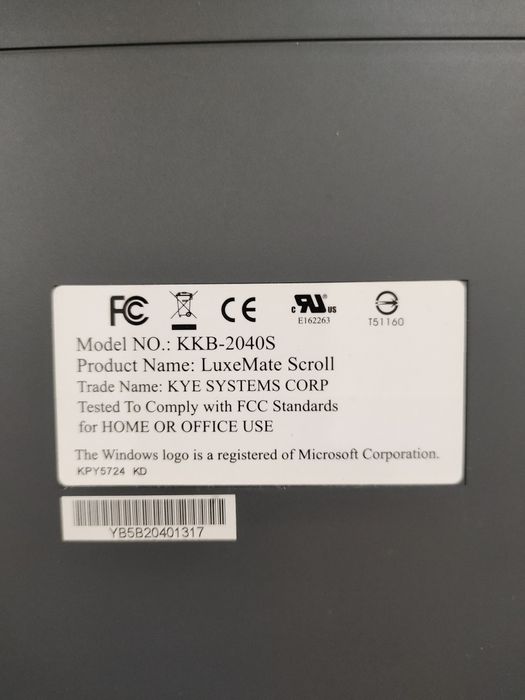 FC CE c RU® US
E162263 T51160
Model NO.: KKB-2040S
Product Name: LuxeMate Scroll
Trade Name: KYE SYSTEMS CORP
Tested To Comply with FCC Standards
for HOME OR OFFICE USE
The Windows logo is a registered of Microsoft Corporation.
KPY5724 KD
YB5B20401317